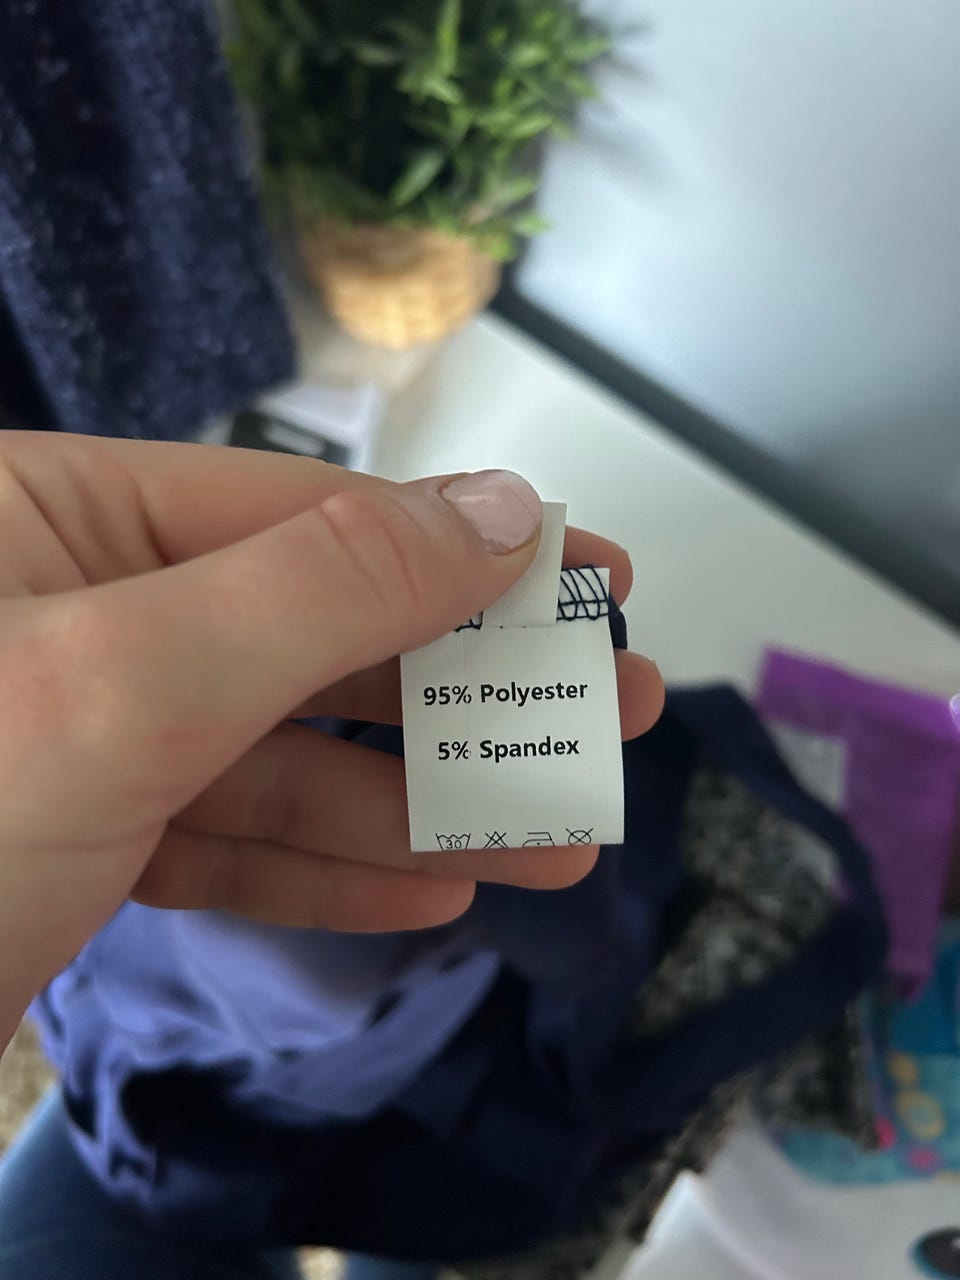 95% Polyester
5% Spandex
30